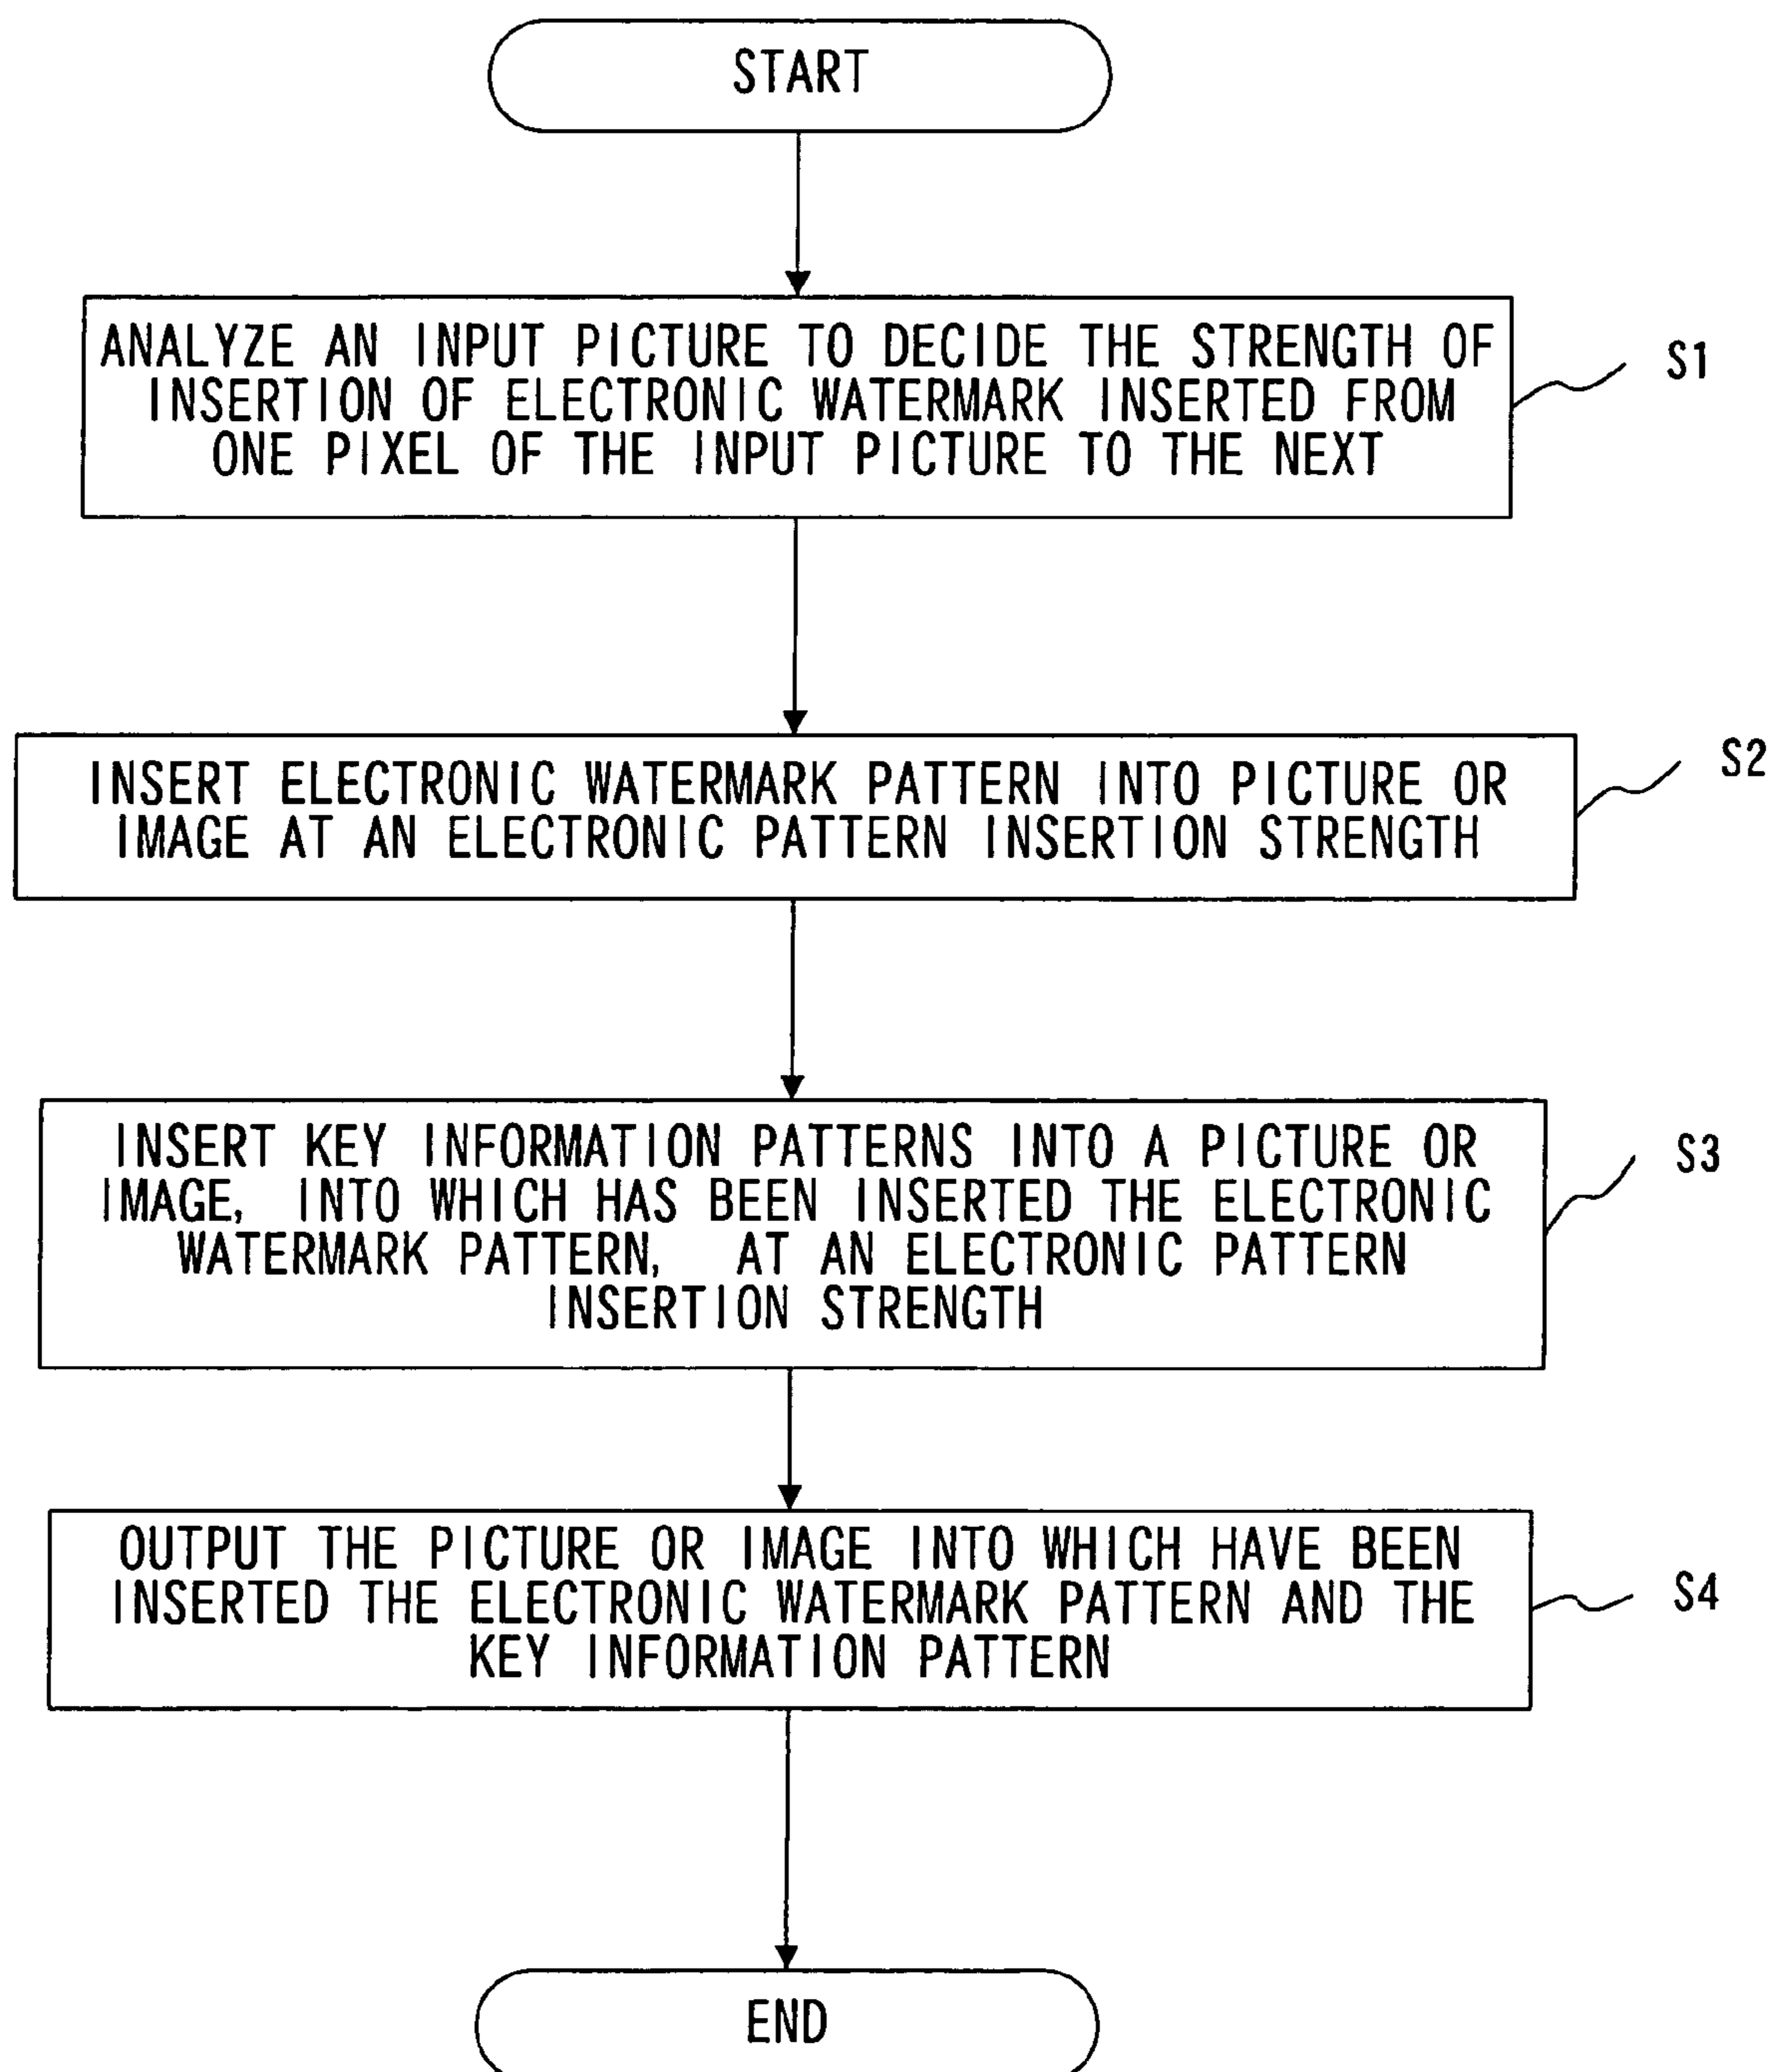 START
ANALYZE AN INPUT PICTURE TO DECIDE THE STRENGTH OF
INSERTION OF ELECTRONIC WATERMARK INSERTED FROM
ONE PIXEL OF THE INPUT PICTURE TO THE NEXT
S1
INSERT ELECTRONIC WATERMARK PATTERN INTO PICTURE OR
IMAGE AT AN ELECTRONIC PATTERN INSERTION STRENGTH
S2
INSERT KEY INFORMATION PATTERNS INTO A PICTURE OR
IMAGE, INTO WHICH HAS BEEN INSERTED THE ELECTRONIC
WATERMARK PATTERN, AT AN ELECTRONIC PATTERN
INSERTION STRENGTH
S3
OUTPUT THE PICTURE OR IMAGE INTO WHICH HAVE BEEN
INSERTED THE ELECTRONIC WATERMARK PATTERN AND THE
KEY INFORMATION PATTERN
S4
END